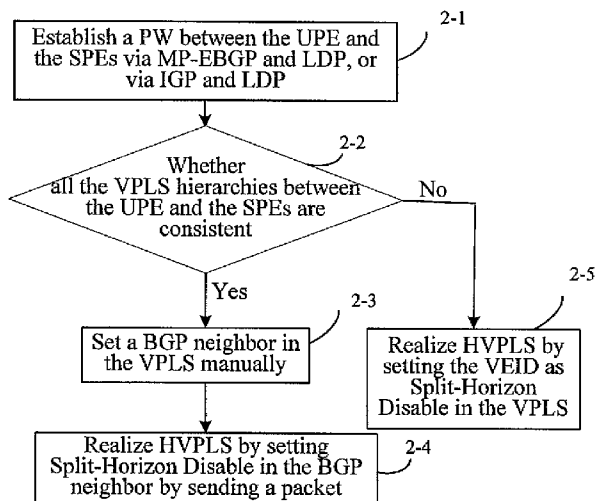 2-1
Establish a PW between the UPE and
the SPEs via MP-EBGP and LDP, or
via IGP and LDP
2-2
Whether
all the VPLS hierarchies between
the UPE and the SPEs are
consistent
No
Yes
2-3
Set a BGP neighbor in
the VPLS manually
2-5
Realize HVPLS by
setting the VEID as
Split-Horizon
Disable in the VPLS
Realize HVPLS by setting
Split-Horizon Disable in the BGP
neighbor by sending a packet
2-4